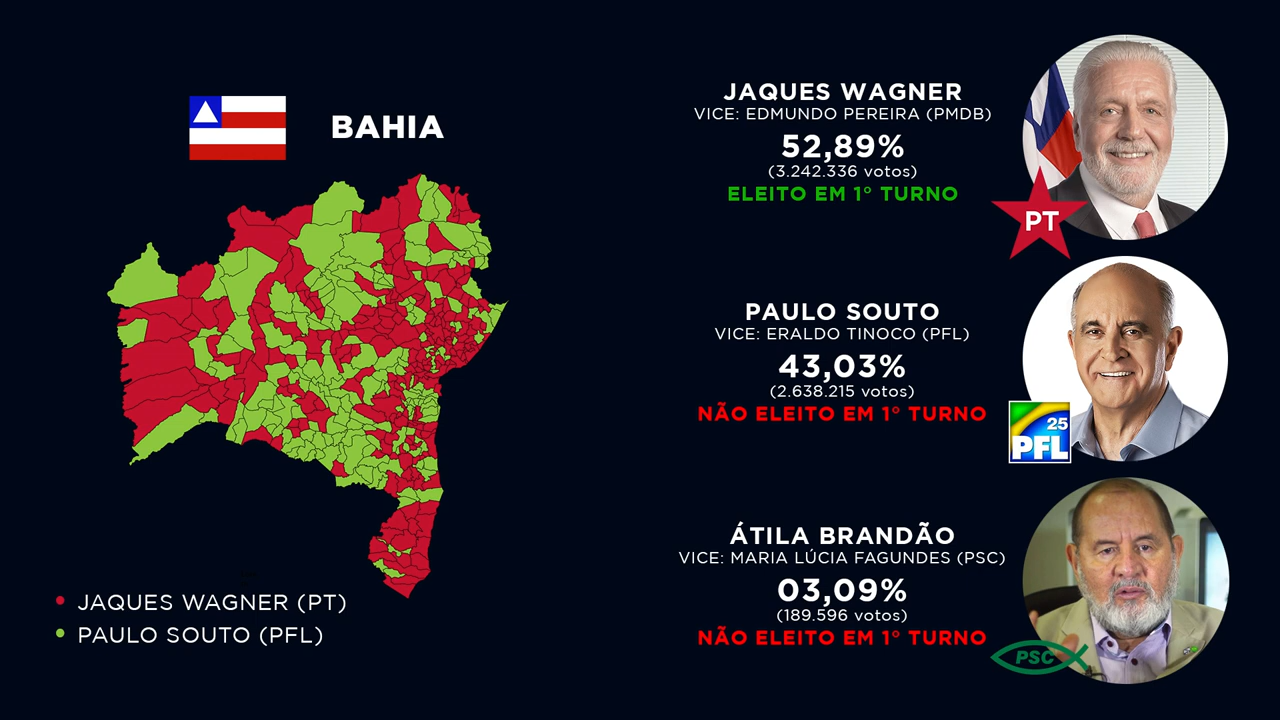 BAHIA
JAQUES WAGNER (PT)
PAULO SOUTO (PFL)
JAQUES WAGNER
VICE: EDMUNDO PEREIRA (PMDB)
52,89%
(3.242.336 votos)
ELEITO EM 1° TURNO
PT
PAULO SOUTO
VICE: ERALDO TINOCO (PFL)
43,03%
(2.638.215 votos)
NÃO ELEITO EM 1° TURNO
25
PFL
ÁTILA BRANDÃO
VICE: MARIA LÚCIA FAGUNDES (PSC)
03,09%
(189.596 votos)
NÃO ELEITO EM 1° TURNO
PSC